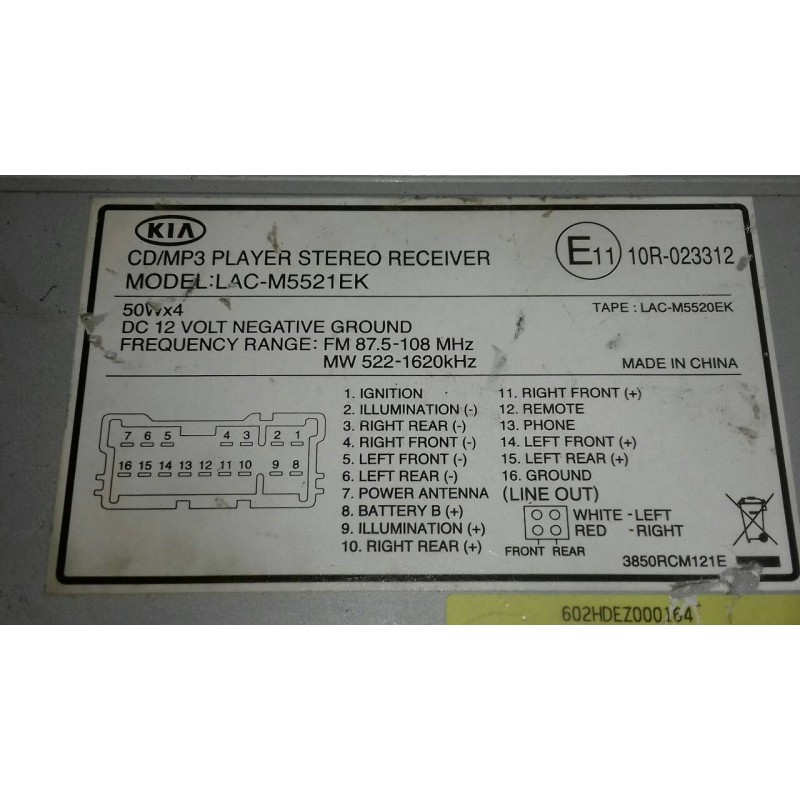 KIA
CD/MP3 PLAYER STEREO RECEIVER
MODEL:LAC-M5521EK
E11 10R-023312
50Wx4
TAPE : LAC-M5520EK
DC 12 VOLT NEGATIVE GROUND
FREQUENCY RANGE: FM 87.5-108 MHz
MW 522-1620kHz
MADE IN CHINA
7 6 5 4 3 2 1
16 15 14 13 12 11 10 9 8
1. IGNITION
2. ILLUMINATION (-)
3. RIGHT REAR (-)
4. RIGHT FRONT (-)
5. LEFT FRONT (-)
6. LEFT REAR (-)
7. POWER ANTENNA
8. BATTERY B (+)
9. ILLUMINATION (+)
10. RIGHT REAR (+)
11. RIGHT FRONT (+)
12. REMOTE
13. PHONE
14. LEFT FRONT (+)
15. LEFT REAR (+)
16. GROUND
(LINE OUT)
WHITE - LEFT
RED - RIGHT
FRONT REAR
3850RCM121E
602HDEZ000164